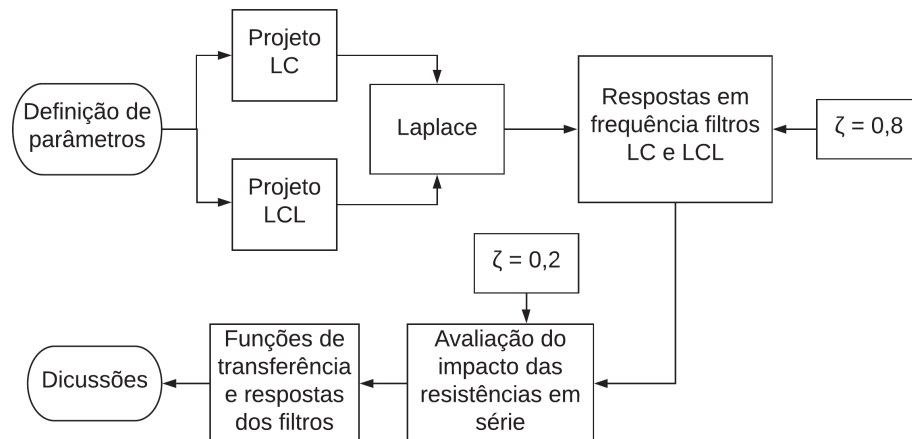 Definição de
parâmetros
Projeto
LC
Projeto
LCL
Laplace
Respostas em
frequência filtros
LC e LCL
ζ = 0,8
ζ = 0,2
Avaliação do
impacto das
resistências em
série
Funções de
transferência
e respostas
dos filtros
Dicussões